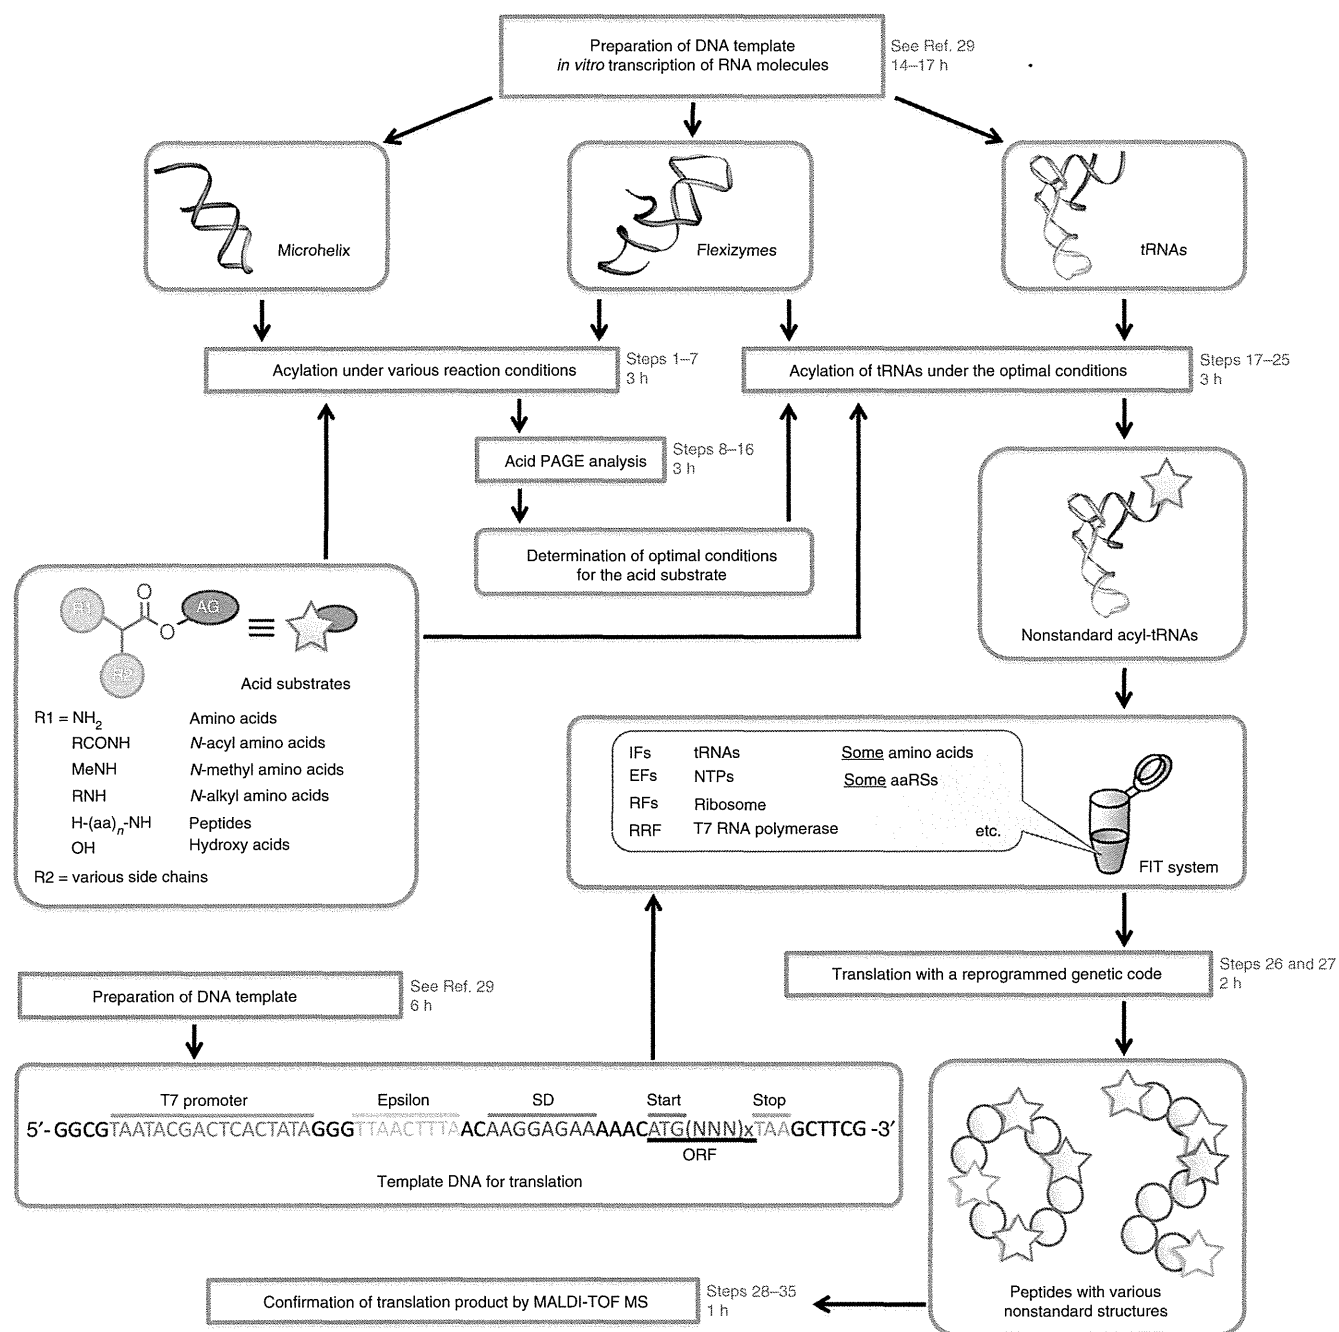 Preparation of DNA template
in vitro transcription of RNA molecules
See Ref. 29
14–17 h
Microhelix
Flexizymes
tRNAs
Acylation under various reaction conditions
Steps 1–7
3 h
Acylation of tRNAs under the optimal conditions
Steps 17–25
3 h
Acid PAGE analysis
Steps 8–16
3 h
Determination of optimal conditions
for the acid substrate
R1
O
O
AG
R2
Acid substrates
R1 = NH2 Amino acids
RCONH N-acyl amino acids
MeNH N-methyl amino acids
RNH N-alkyl amino acids
H-(aa)n-NH Peptides
OH Hydroxy acids
R2 = various side chains
Nonstandard acyl-tRNAs
IFs tRNAs Some amino acids
EFs NTPs Some aaRSs
RFs Ribosome
RRF T7 RNA polymerase etc.
FIT system
Translation with a reprogrammed genetic code
Steps 26 and 27
2 h
Preparation of DNA template
See Ref. 29
6 h
T7 promoter Epsilon SD Start Stop
5′- GGCGTAATACGACTCACTATAGGGTTAACTTTAACAAGGAGAAAAACATG(NNN)xTAAGCTTCG -3′
ORF
Template DNA for translation
Peptides with various
nonstandard structures
Confirmation of translation product by MALDI-TOF MS
Steps 28–35
1 h